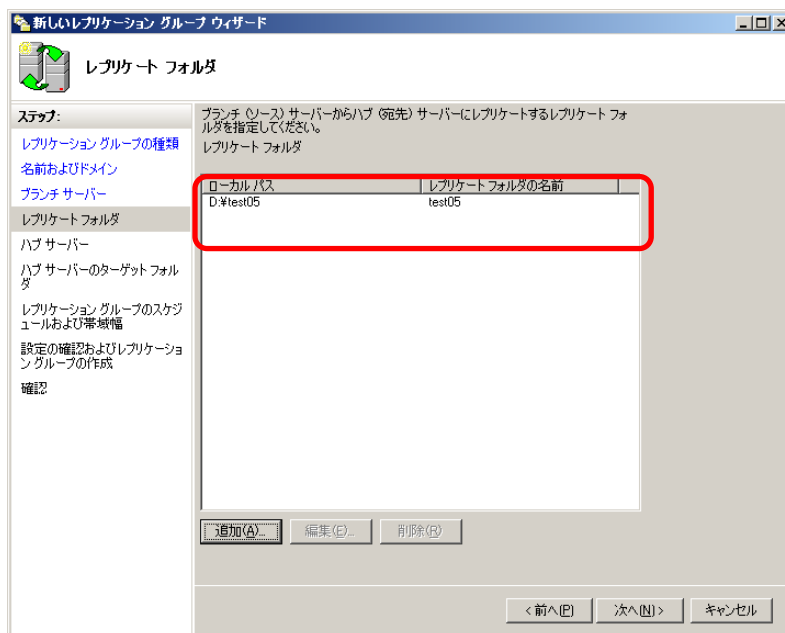 新しいレプリケーション グループ ウィザード
レプリケート フォルダ
ステップ:
レプリケーション グループの種類
名前およびドメイン
ブランチ サーバー
レプリケート フォルダ
ハブ サーバー
ハブ サーバーのターゲット フォル
ダ
レプリケーション グループのスケジ
ュールおよび帯域幅
設定の確認およびレプリケーショ
ン グループの作成
確認
ブランチ (ソース) サーバーからハブ (宛先) サーバーにレプリケートするレプリケート フォ
ルダを指定してください。
レプリケート フォルダ
ローカル パス レプリケート フォルダの名前
D:¥test05 test05
追加(A)... 編集(E)... 削除(R)
< 前へ(P) 次へ(N) > キャンセル